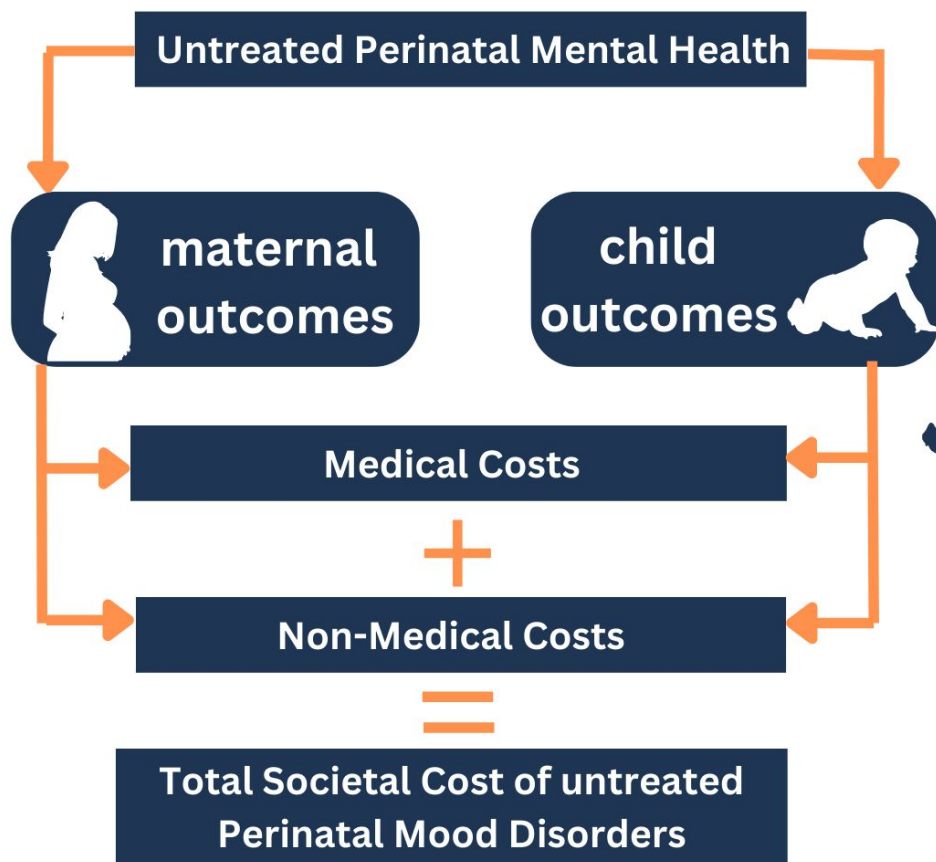 Untreated Perinatal Mental Health
maternal
outcomes
child
outcomes
Medical Costs
+
Non-Medical Costs
=
Total Societal Cost of untreated
Perinatal Mood Disorders